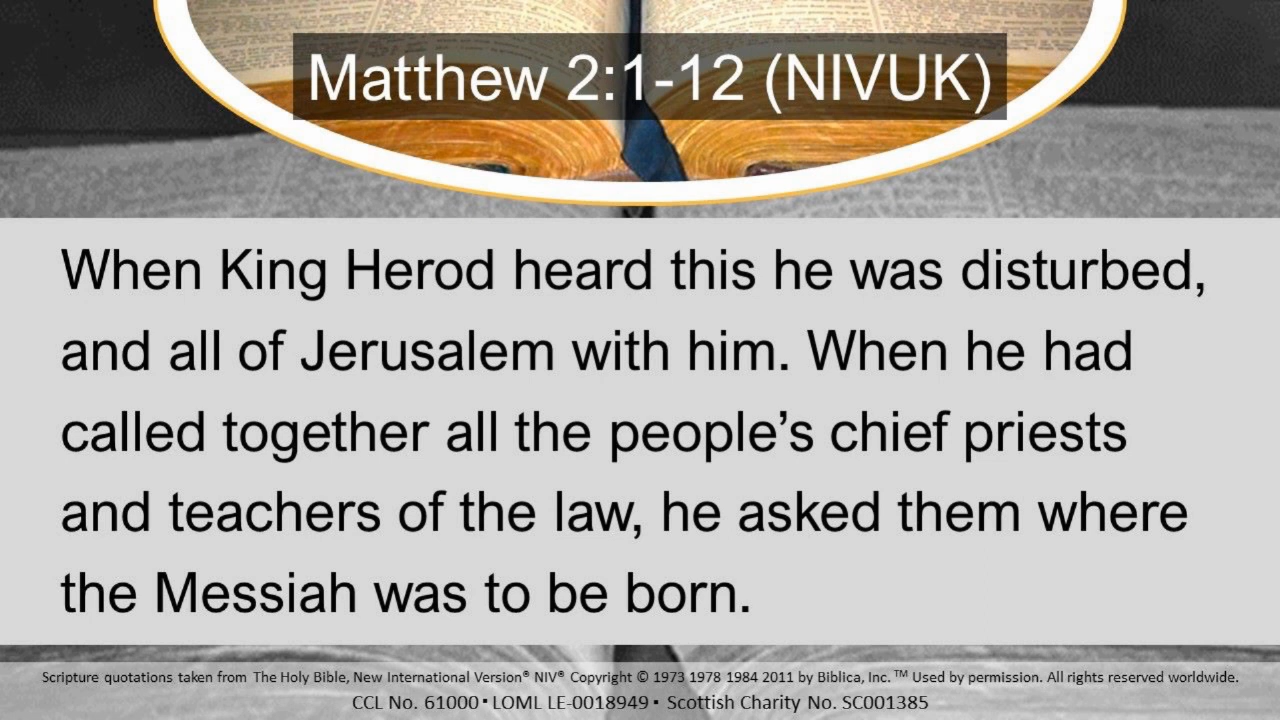 Matthew 2:1-12 (NIVUK)
When King Herod heard this he was disturbed,
and all of Jerusalem with him. When he had
called together all the people’s chief priests
and teachers of the law, he asked them where
the Messiah was to be born.
Scripture quotations taken from The Holy Bible, New International Version® NIV® Copyright © 1973 1978 1984 2011 by Biblica, Inc.™ Used by permission. All rights reserved worldwide.
CCL No. 61000▪LOML LE-0018949▪ Scottish Charity No. SC001385